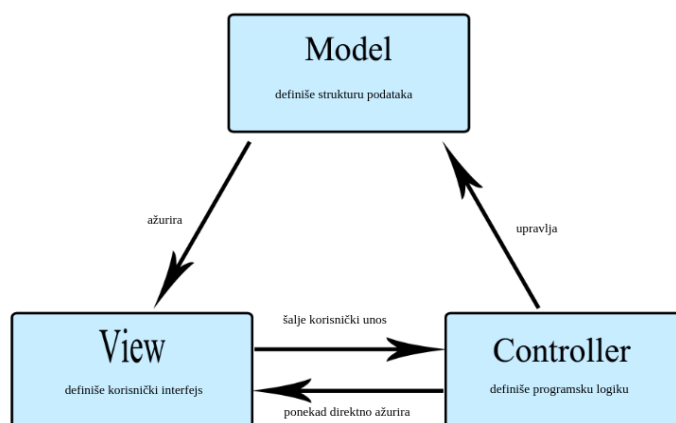 Model
definiše strukturu podataka
ažurira
upravlja
šalje korisnički unos
View
definiše korisnički interfejs
Controller
definiše programsku logiku
ponekad direktno ažurira